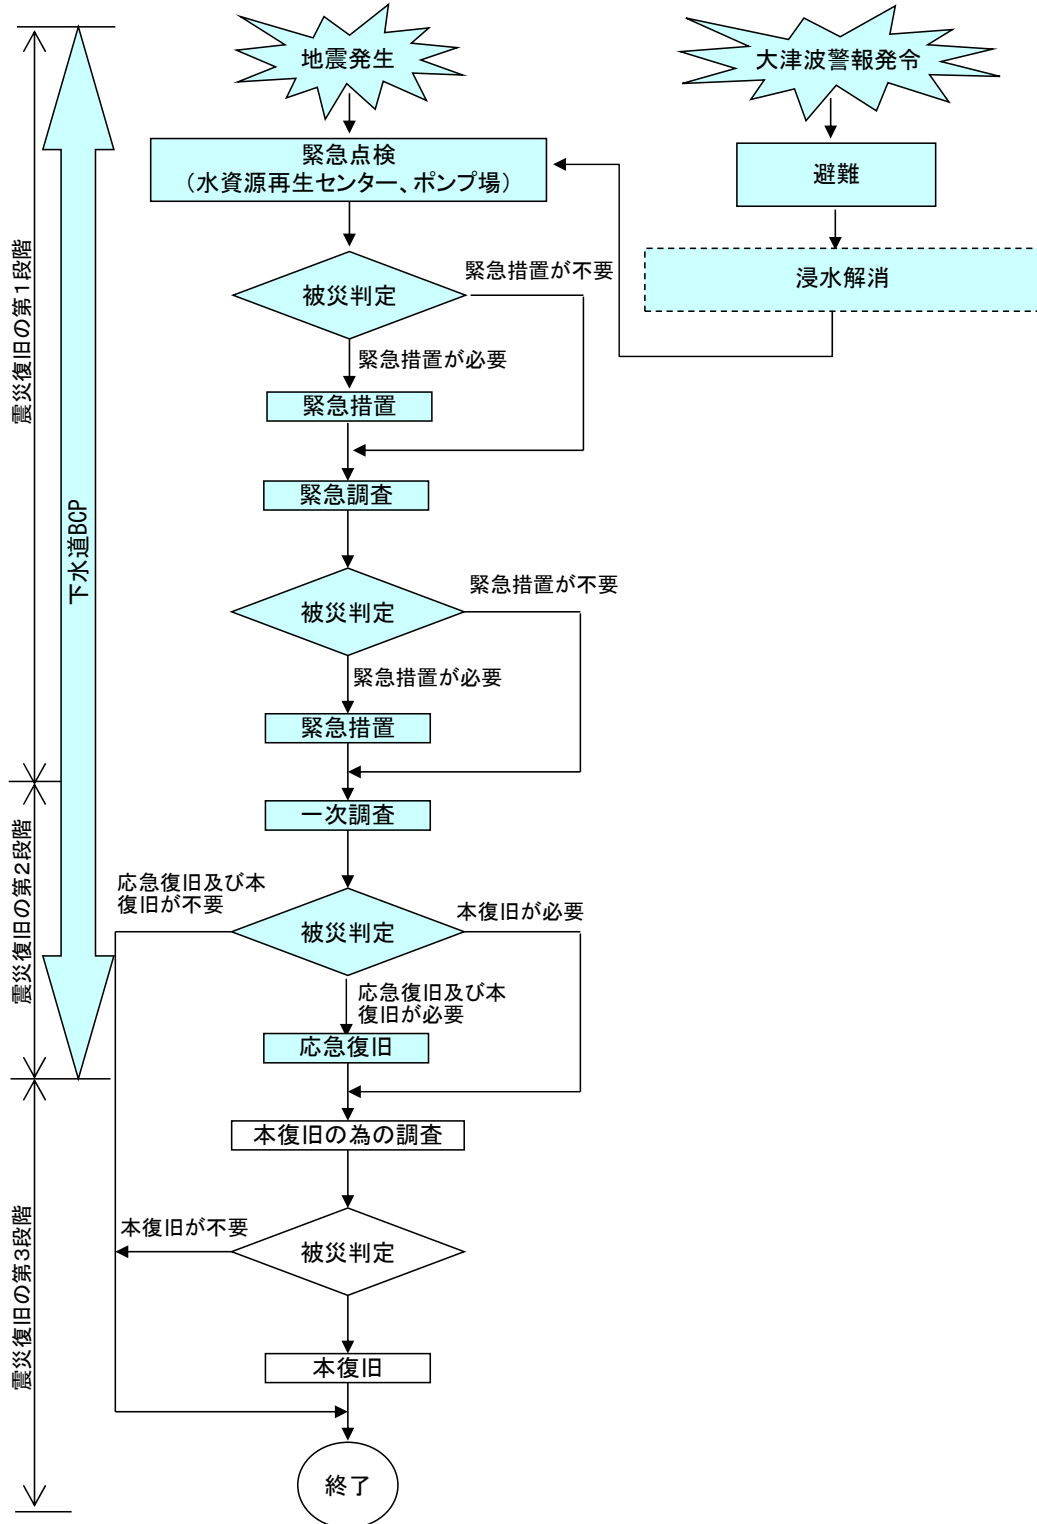 地震発生
大津波警報発令
緊急点検
（水資源再生センター、ポンプ場）
避難
浸水解消
被災判定
緊急措置が不要
緊急措置が必要
緊急措置
緊急調査
被災判定
緊急措置が不要
緊急措置が必要
緊急措置
一次調査
応急復旧及び本
復旧が不要
被災判定
本復旧が必要
応急復旧及び本
復旧が必要
応急復旧
本復旧の為の調査
本復旧が不要
被災判定
本復旧
終了
震災復旧の第１段階
下水道BCP
震災復旧の第２段階
震災復旧の第３段階